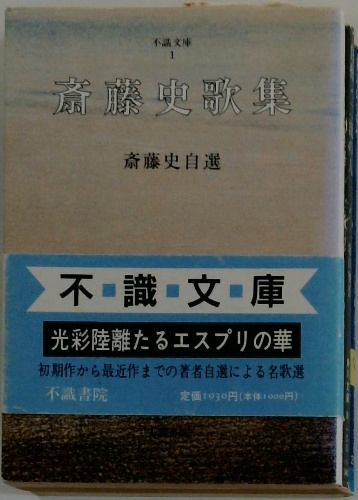 不識文庫
1
斎藤史歌集
斎藤史自選
不■識■文■庫
光彩陸離たるエスプリの華
初期作から最近作までの著者自選による名歌選
不識書院
定価1030円(本体1000円)